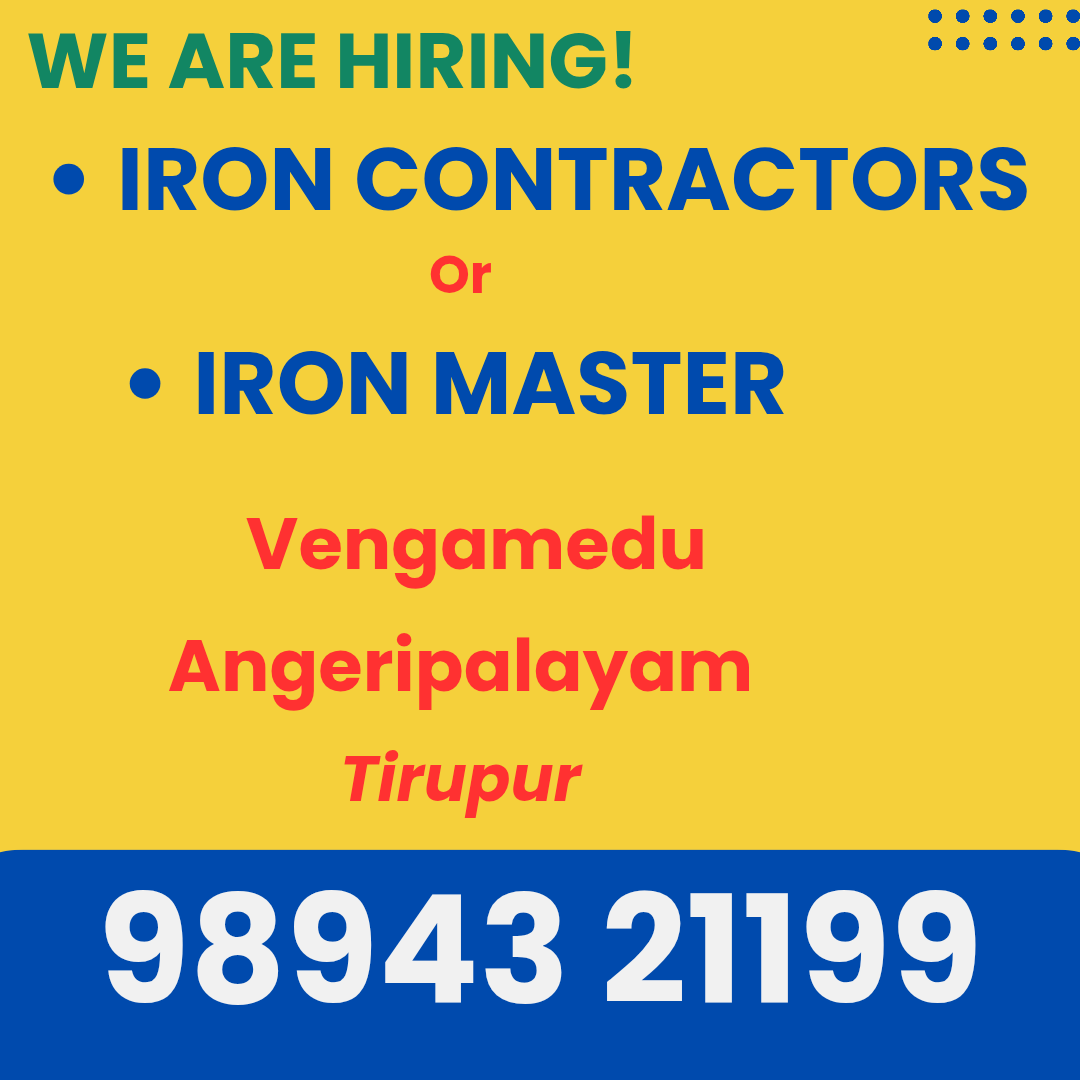 WE ARE HIRING!
• IRON CONTRACTORS
Or
• IRON MASTER
Vengamedu
Angeripalayam
Tirupur
98943 21199